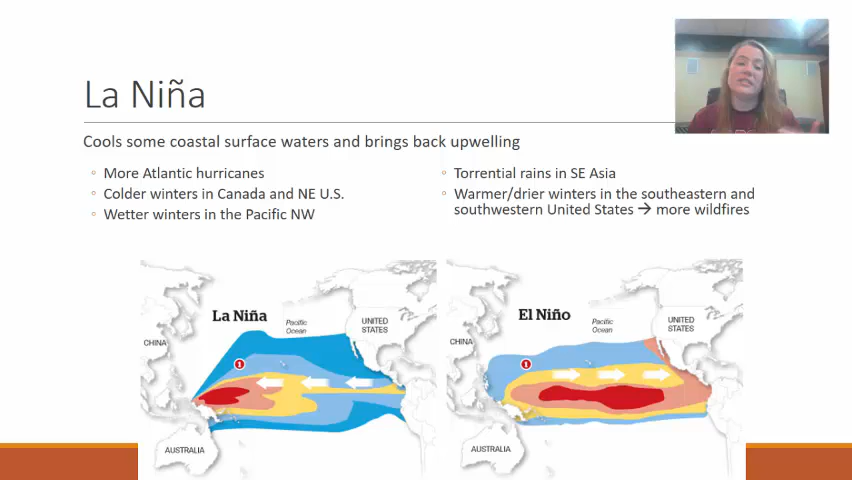 La Niña
Cools some coastal surface waters and brings back upwelling
More Atlantic hurricanes
Colder winters in Canada and NE U.S.
Wetter winters in the Pacific NW
Torrential rains in SE Asia
Warmer/drier winters in the southeastern and
southwestern United States → more wildfires
La Niña
Pacific
Ocean
UNITED
STATES
CHINA
1
AUSTRALIA
El Niño
Pacific
Ocean
UNITED
STATES
CHINA
1
AUSTRALIA